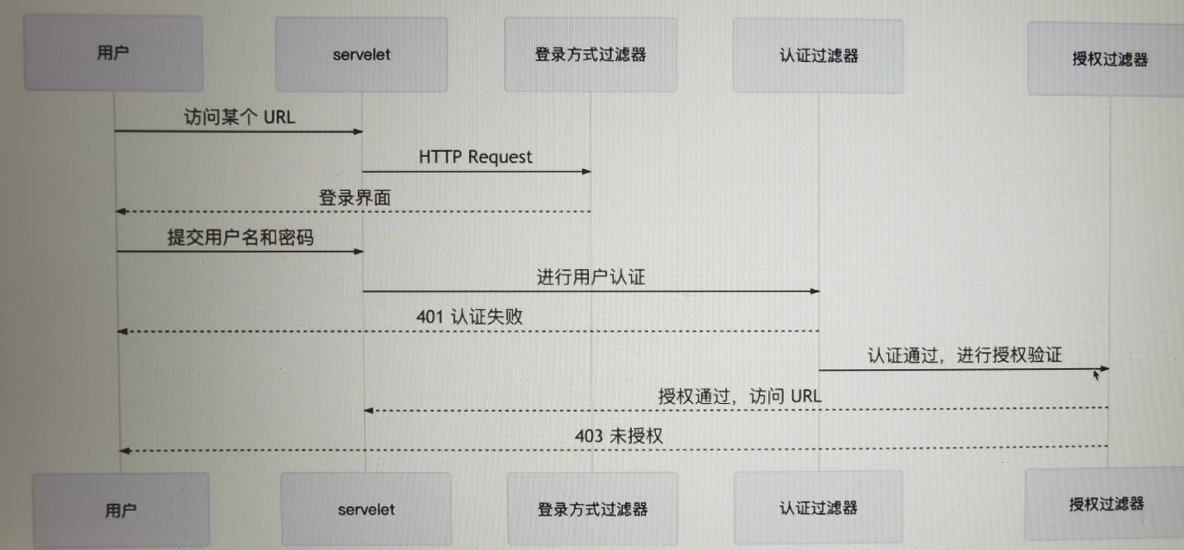 用户
servelet
登录方式过滤器
认证过滤器
授权过滤器
访问某个 URL
HTTP Request
登录界面
提交用户名和密码
进行用户认证
401 认证失败
认证通过，进行授权验证
授权通过，访问 URL
403 未授权
用户
servelet
登录方式过滤器
认证过滤器
授权过滤器